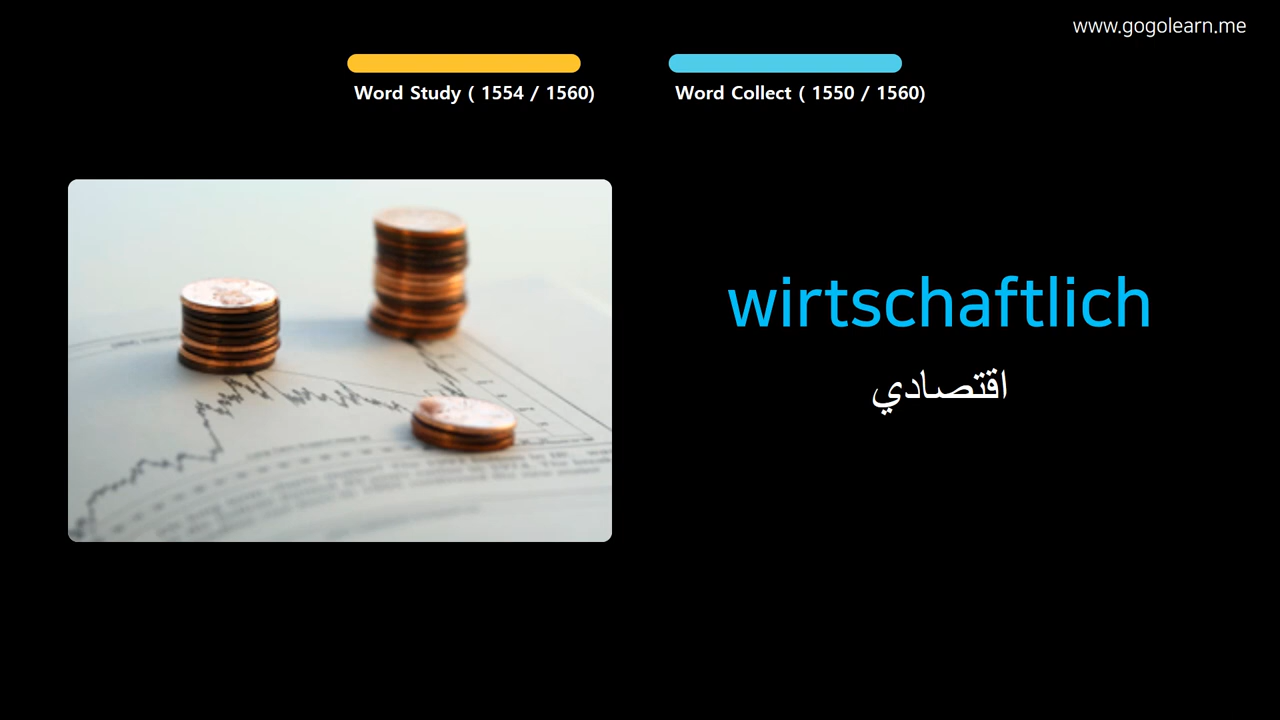 www.gogolearn.me
Word Study ( 1554 / 1560)
Word Collect ( 1550 / 1560)
wirtschaftlich
اقتصادي